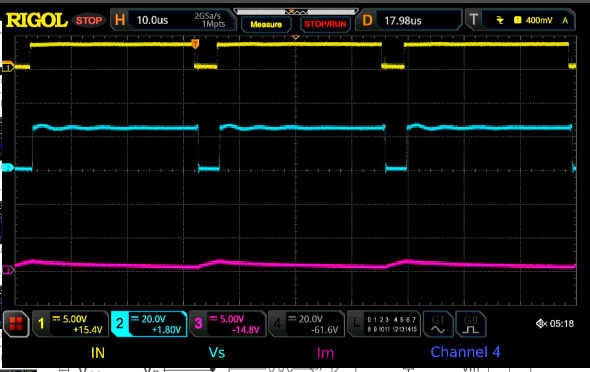 RIGOL STOP H 10.0us 2GSa/s 1Mpts Measure STOP/RUN D 17.98us T 400mV A
1 5.00V +15.4V 2 20.0V +1.80V 3 5.00V -14.8V 4 20.0V -61.6V L 0 1 2 3 4 5 6 7 8 9 10 11 12 13 14 15 G1 GII 05:18
IN Vs Im Channel 4